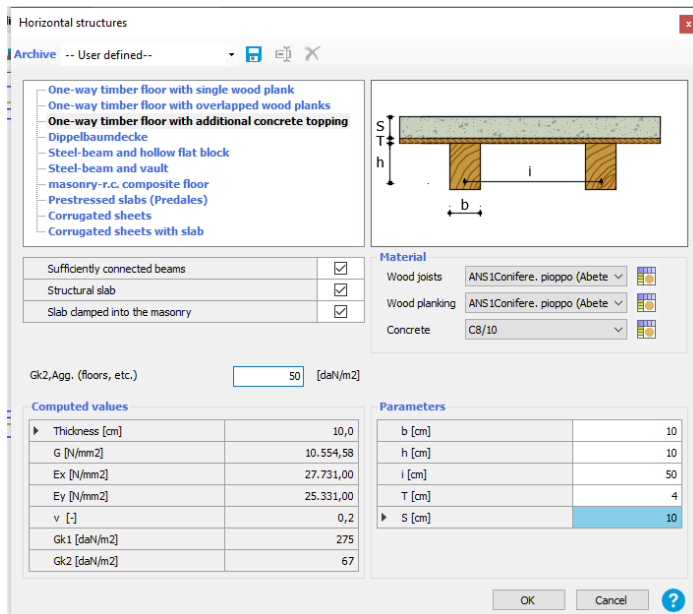 Horizontal structures
x
Archive -- User defined--
One-way timber floor with single wood plank
One-way timber floor with overlapped wood planks
One-way timber floor with additional concrete topping
Dippelbaumdecke
Steel-beam and hollow flat block
Steel-beam and vault
masonry-r.c. composite floor
Prestressed slabs (Predales)
Corrugated sheets
Corrugated sheets with slab
S
T
h
i
b
Sufficiently connected beams
Structural slab
Slab clamped into the masonry
Material
Wood joists ANS1Conifere. pioppo (Abete
Wood planking ANS1Conifere. pioppo (Abete
Concrete C8/10
Gk2,Agg. (floors, etc.) 50 [daN/m2]
Computed values
Thickness [cm] 10,0
G [N/mm2] 10.554,58
Ex [N/mm2] 27.731,00
Ey [N/mm2] 25.331,00
ν [-] 0,2
Gk1 [daN/m2] 275
Gk2 [daN/m2] 67
Parameters
b [cm] 10
h [cm] 10
i [cm] 50
T [cm] 4
S [cm] 10
OK Cancel ?